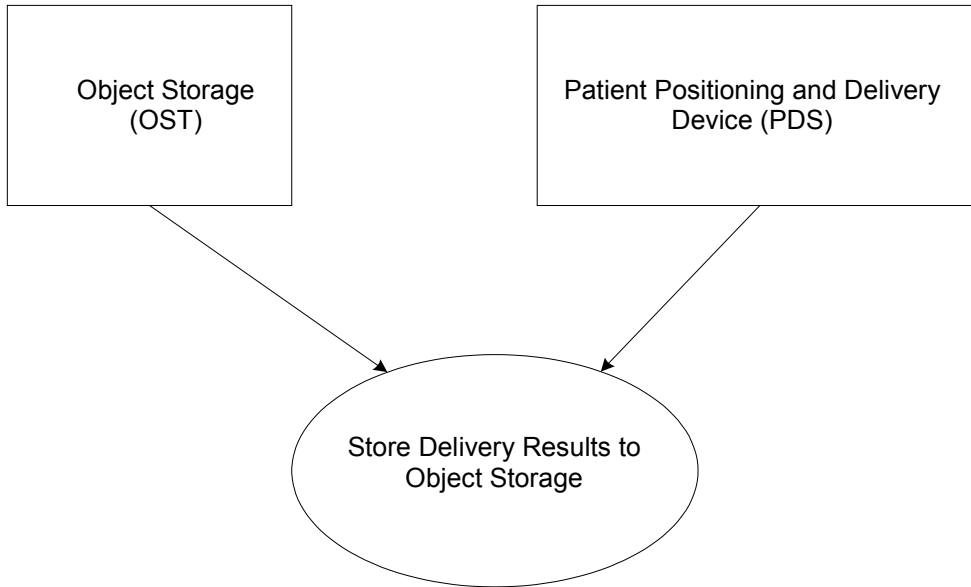 Object Storage
(OST)
Patient Positioning and Delivery
Device (PDS)
Store Delivery Results to
Object Storage